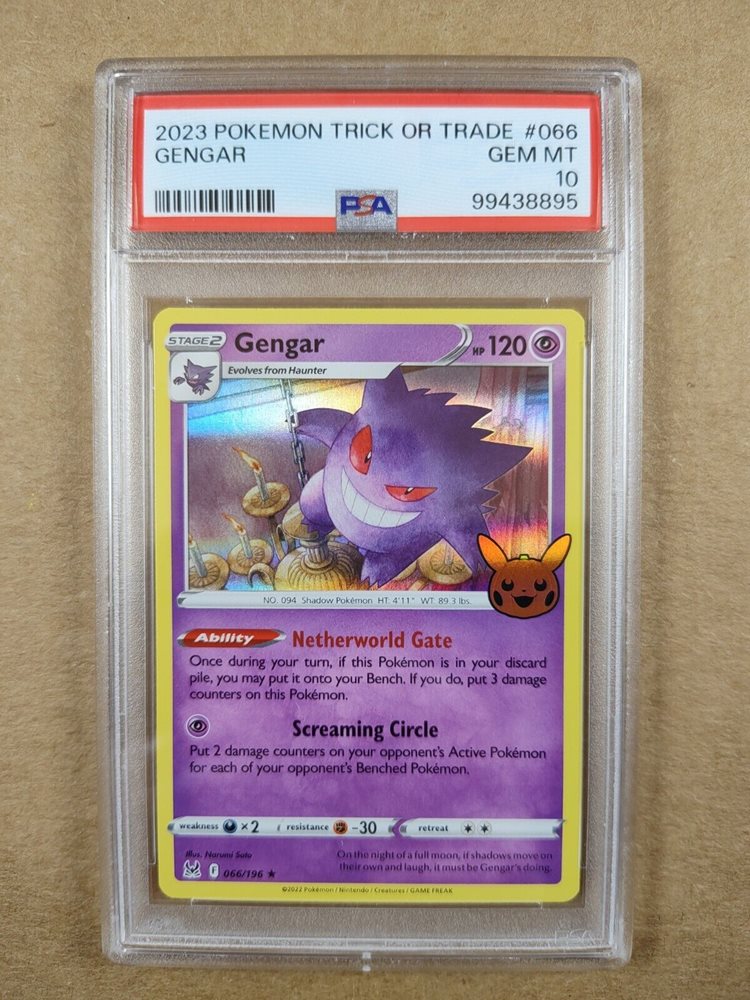 2023 POKEMON TRICK OR TRADE #066
GENGAR GEM MT
10
PSA 99438895
STAGE 2 Gengar HP 120
Evolves from Haunter
NO. 094 Shadow Pokémon HT: 4'11" WT: 89.3 lbs.
Ability Netherworld Gate
Once during your turn, if this Pokémon is in your discard
pile, you may put it onto your Bench. If you do, put 3 damage
counters on this Pokémon.
Screaming Circle
Put 2 damage counters on your opponent's Active Pokémon
for each of your opponent's Benched Pokémon.
weakness ×2 resistance -30 retreat
Illus. Narumi Sato
On the night of a full moon, if shadows move on
their own and laugh, it must be Gengar's doing.
F 066/196 ★
©2022 Pokémon / Nintendo / Creatures / GAME FREAK